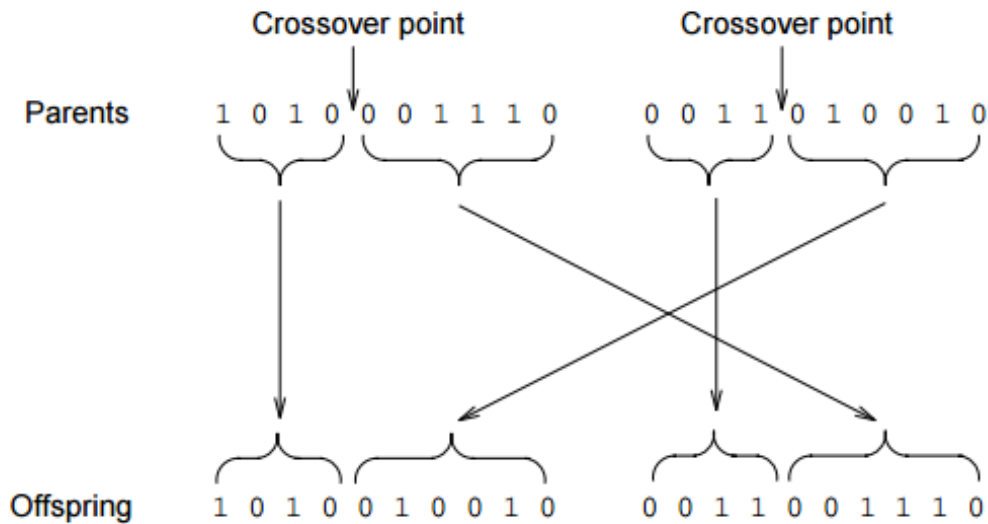 Crossover point Crossover point
Parents 1 0 1 0 0 0 1 1 1 0 0 0 1 1 0 1 0 0 1 0
Offspring 1 0 1 0 0 1 0 0 1 0 0 0 1 1 0 0 1 1 1 0